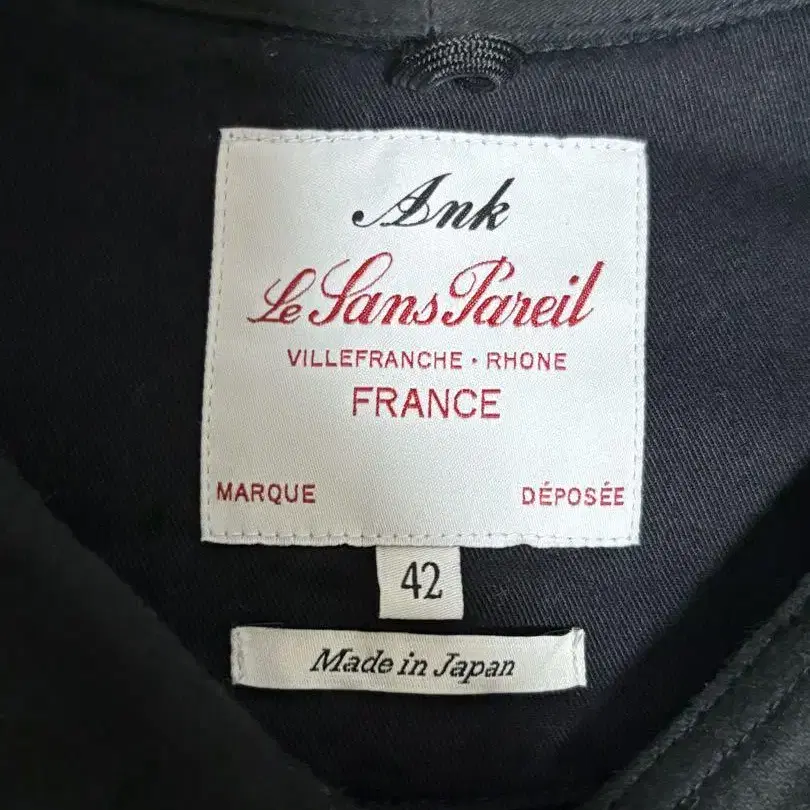 Ank
Le Sans Pareil
VILLEFRANCHE · RHONE
FRANCE
MARQUE DÉPOSÉE
42
Made in Japan